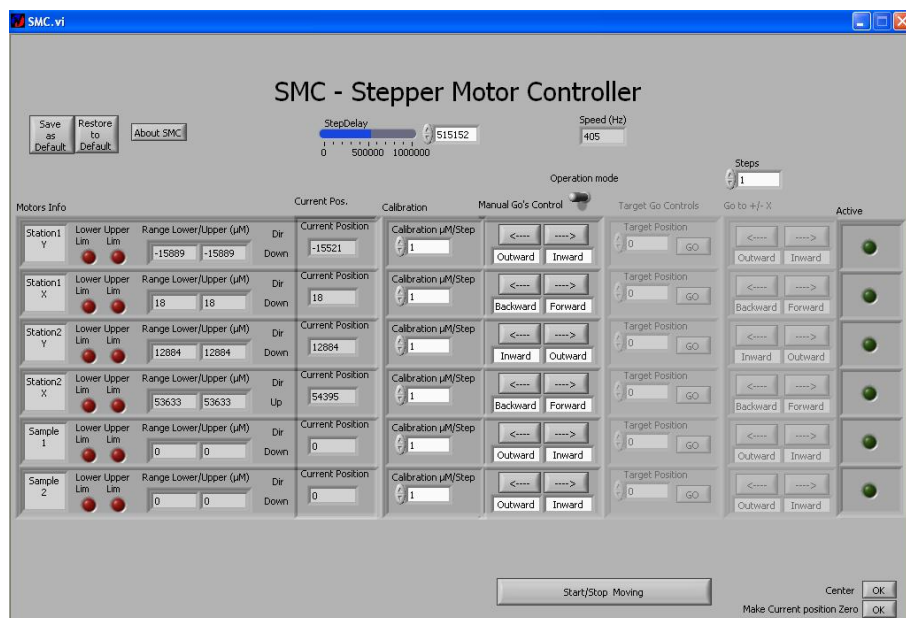 SMC.vi
SMC - Stepper Motor Controller
Save as Default
Restore to Default
About SMC
StepDelay
515152
0 500000 1000000
Speed (Hz)
405
Operation mode
Steps
1
Motors Info
Current Pos.
Calibration
Manual Go's Control
Target Go Controls
Go to +/- X
Active
Station1 Y
Lower Lim Upper Lim
Range Lower/Upper (µM)
-15889 -15889
Dir
Down
Current Position
-15521
Calibration µM/Step
1
<---- ---->
Outward Inward
Target Position
0 GO
<---- ---->
Outward Inward
Station1 X
Lower Lim Upper Lim
Range Lower/Upper (µM)
18 18
Dir
Down
Current Position
18
Calibration µM/Step
1
<---- ---->
Backward Forward
Target Position
0 GO
<---- ---->
Backward Forward
Station2 Y
Lower Lim Upper Lim
Range Lower/Upper (µM)
12884 12884
Dir
Down
Current Position
12884
Calibration µM/Step
1
<---- ---->
Inward Outward
Target Position
0 GO
<---- ---->
Inward Outward
Station2 X
Lower Lim Upper Lim
Range Lower/Upper (µM)
53633 53633
Dir
Up
Current Position
54395
Calibration µM/Step
1
<---- ---->
Backward Forward
Target Position
0 GO
<---- ---->
Backward Forward
Sample 1
Lower Lim Upper Lim
Range Lower/Upper (µM)
0 0
Dir
Down
Current Position
0
Calibration µM/Step
1
<---- ---->
Outward Inward
Target Position
0 GO
<---- ---->
Outward Inward
Sample 2
Lower Lim Upper Lim
Range Lower/Upper (µM)
0 0
Dir
Down
Current Position
0
Calibration µM/Step
1
<---- ---->
Outward Inward
Target Position
0 GO
<---- ---->
Outward Inward
Start/Stop Moving
Center OK
Make Current position Zero OK